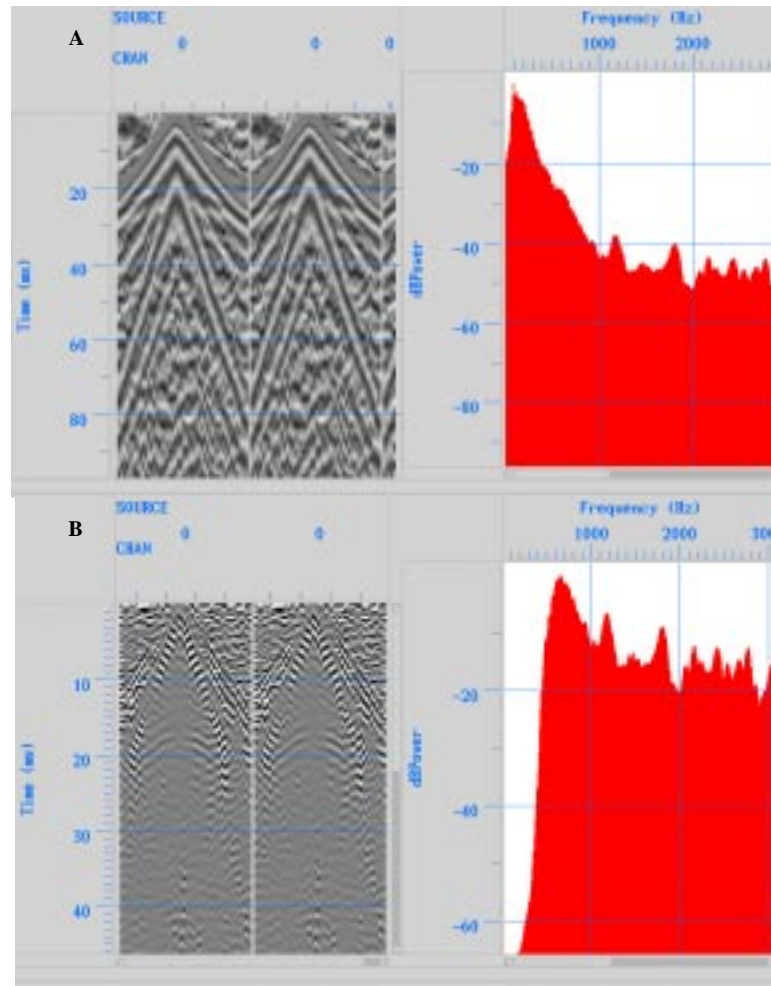 A
SOURCE 0 0 0
CHAN
Frequency (Hz)
1000 2000
Time (ms)
20
40
60
80
dBPower
-20
-40
-60
-80
B
SOURCE 0 0
CHAN
Frequency (Hz)
1000 2000 3000
Time (ms)
10
20
30
40
dBPower
-20
-40
-60